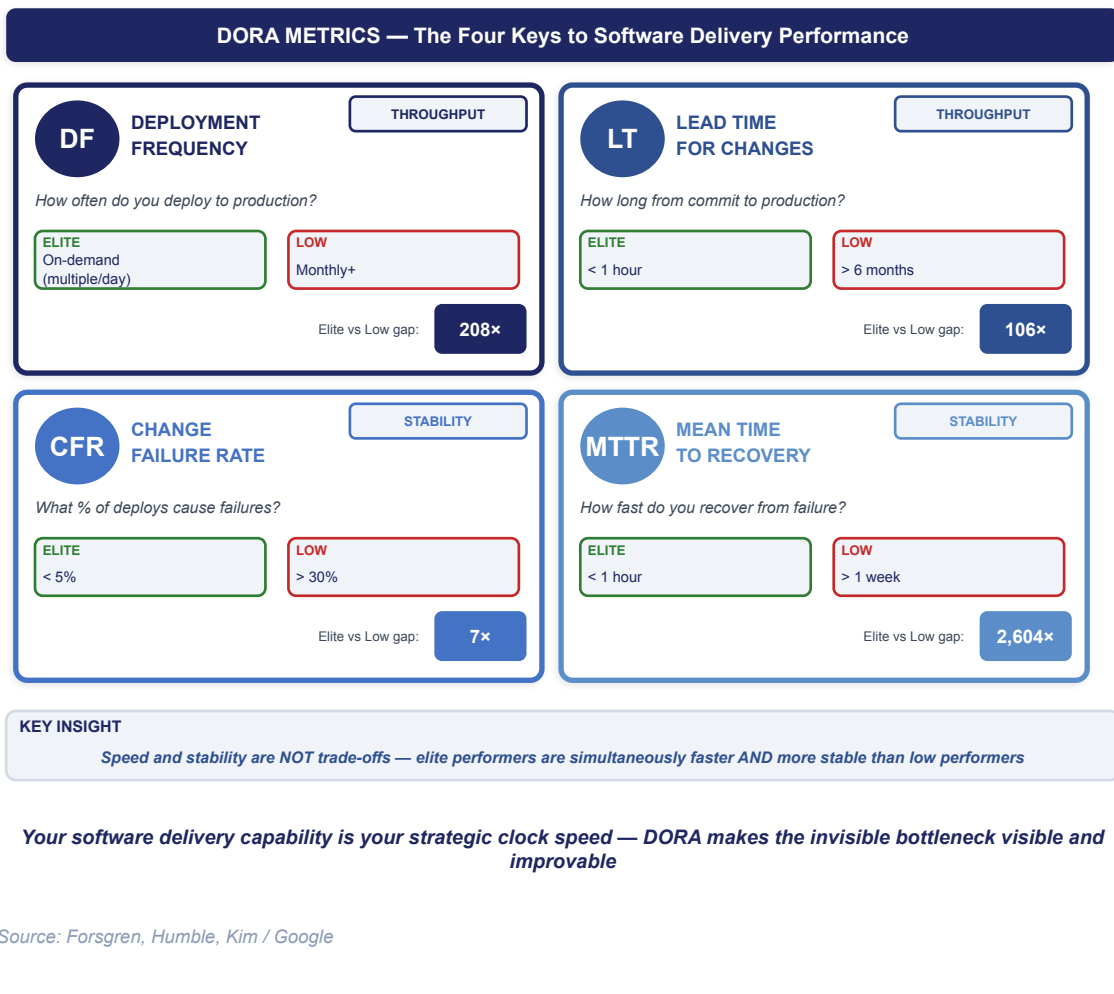 DORA METRICS — The Four Keys to Software Delivery Performance
DF
DEPLOYMENT
FREQUENCY
THROUGHPUT
How often do you deploy to production?
ELITE
On-demand
(multiple/day)
LOW
Monthly+
Elite vs Low gap:
208×
LT
LEAD TIME
FOR CHANGES
THROUGHPUT
How long from commit to production?
ELITE
< 1 hour
LOW
> 6 months
Elite vs Low gap:
106×
CFR
CHANGE
FAILURE RATE
STABILITY
What % of deploys cause failures?
ELITE
< 5%
LOW
> 30%
Elite vs Low gap:
7×
MTTR
MEAN TIME
TO RECOVERY
STABILITY
How fast do you recover from failure?
ELITE
< 1 hour
LOW
> 1 week
Elite vs Low gap:
2,604×
KEY INSIGHT
Speed and stability are NOT trade-offs — elite performers are simultaneously faster AND more stable than low performers
Your software delivery capability is your strategic clock speed — DORA makes the invisible bottleneck visible and
improvable
Source: Forsgren, Humble, Kim / Google